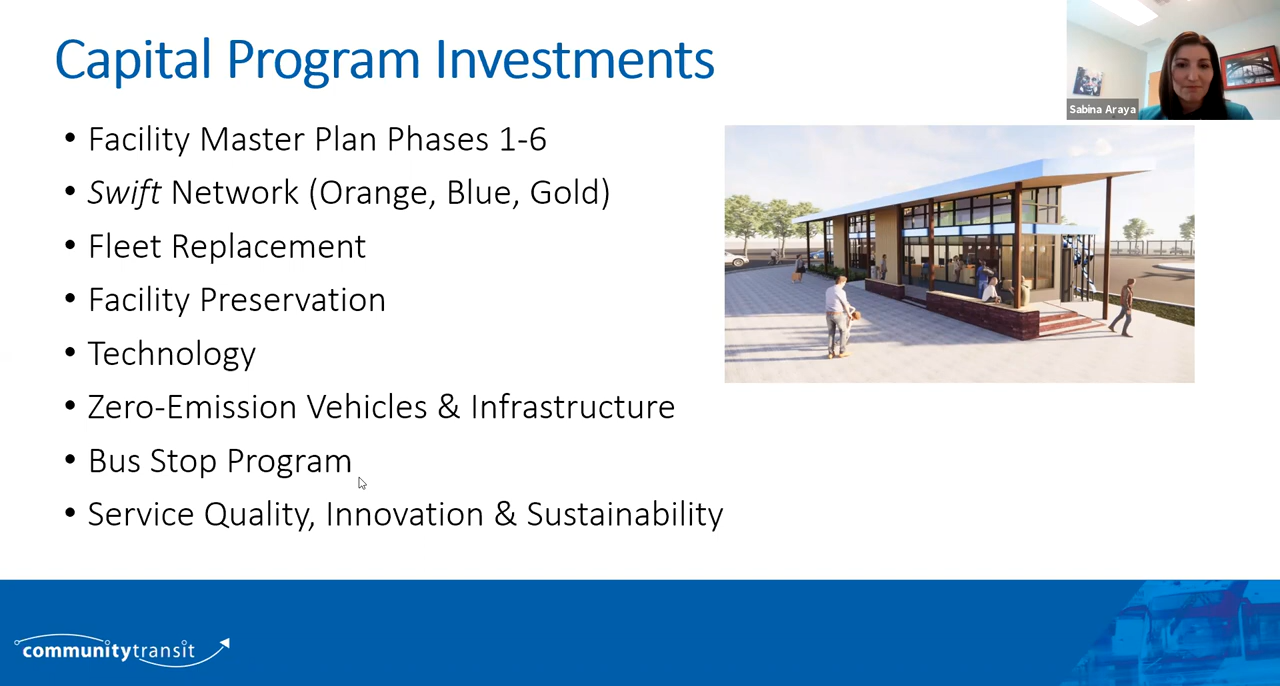 Capital Program Investments
Sabina Araya
• Facility Master Plan Phases 1-6
• Swift Network (Orange, Blue, Gold)
• Fleet Replacement
• Facility Preservation
• Technology
• Zero-Emission Vehicles & Infrastructure
• Bus Stop Program
• Service Quality, Innovation & Sustainability
communitytransit